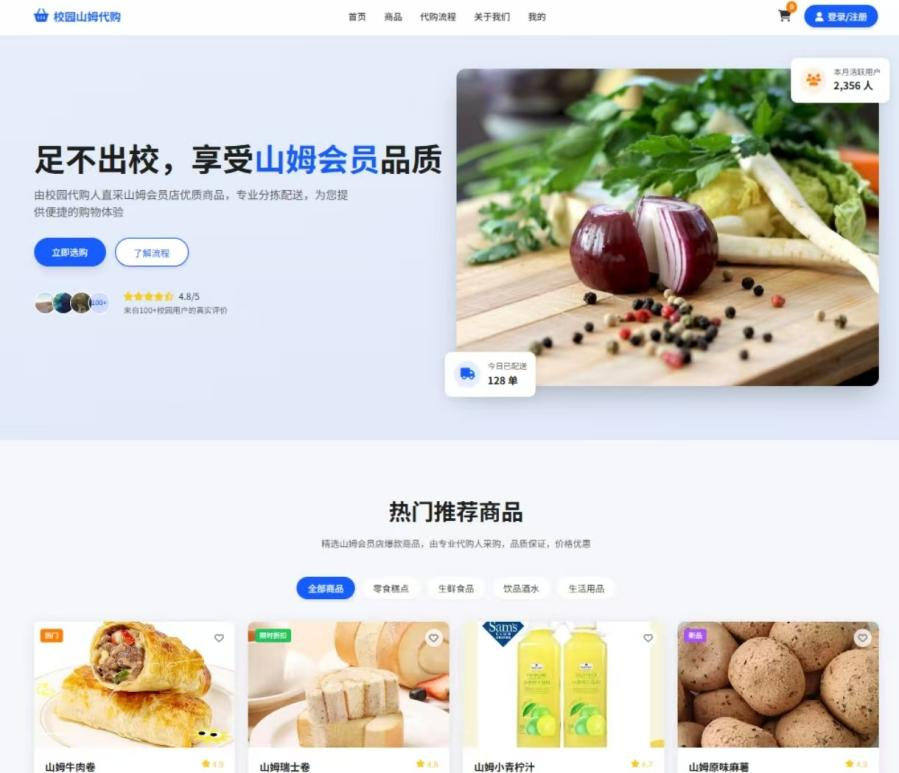 校园山姆代购
首页 商品 代购流程 关于我们 我的
0
登录/注册
本月活跃用户
2,356 人
足不出校，享受山姆会员品质
由校园代购人直采山姆会员店优质商品，专业分拣配送，为您提
供便捷的购物体验
立即选购
了解流程
100+
4.8/5
来自100+校园用户的真实评价
今日已配送
128 单
热门推荐商品
精选山姆会员店爆款商品，由专业代购人采购，品质保证，价格优惠
全部商品 零食糕点 生鲜食品 饮品酒水 生活用品
热门
限时折扣
Sam's
新品
山姆牛肉卷 4.9
山姆瑞士卷 4.8
山姆小青柠汁 4.7
山姆原味麻薯 4.8